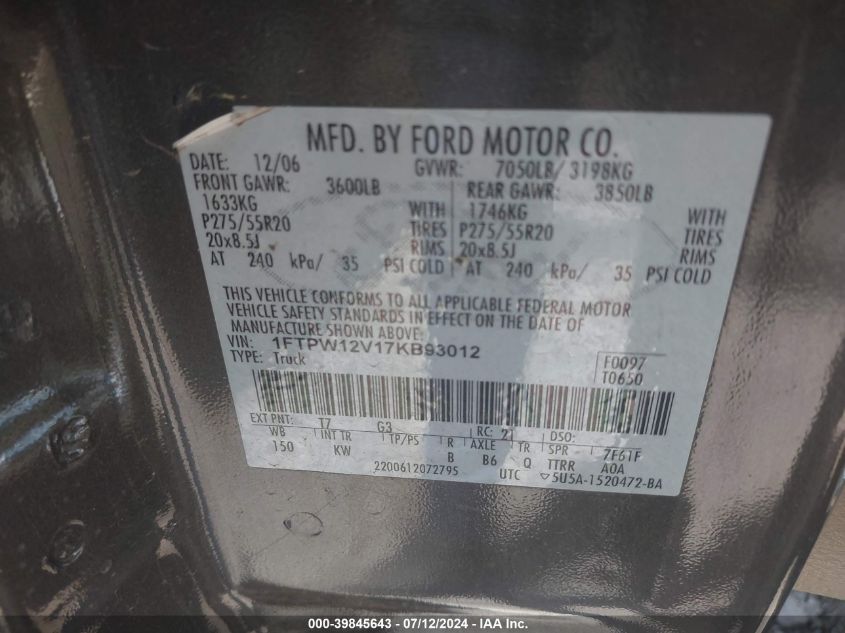 MFD. BY FORD MOTOR CO.
DATE: 12/06 GVWR: 7050LB/ 3198KG
FRONT GAWR: 3600LB REAR GAWR: 3850LB
1633KG WITH 1746KG WITH
P275/55R20 TIRES P275/55R20 TIRES
20x8.5J RIMS 20x8.5J RIMS
AT 240 kPa/ 35 PSI COLD AT 240 kPa/ 35 PSI COLD
THIS VEHICLE CONFORMS TO ALL APPLICABLE FEDERAL MOTOR
VEHICLE SAFETY STANDARDS IN EFFECT ON THE DATE OF
MANUFACTURE SHOWN ABOVE.
VIN: 1FTPW12V17KB93012
TYPE: Truck F0097
T0650
EXT PNT: T7 G3 RC: 21 DSO:
WB INT TR TP/PS R AXLE TR SPR 7F61F
150 KW B B6 Q TTRR A0A
2200612072795 UTC ▽5U5A-1520472-BA
000-39845643 / 07/12/2024 - IAA Inc.